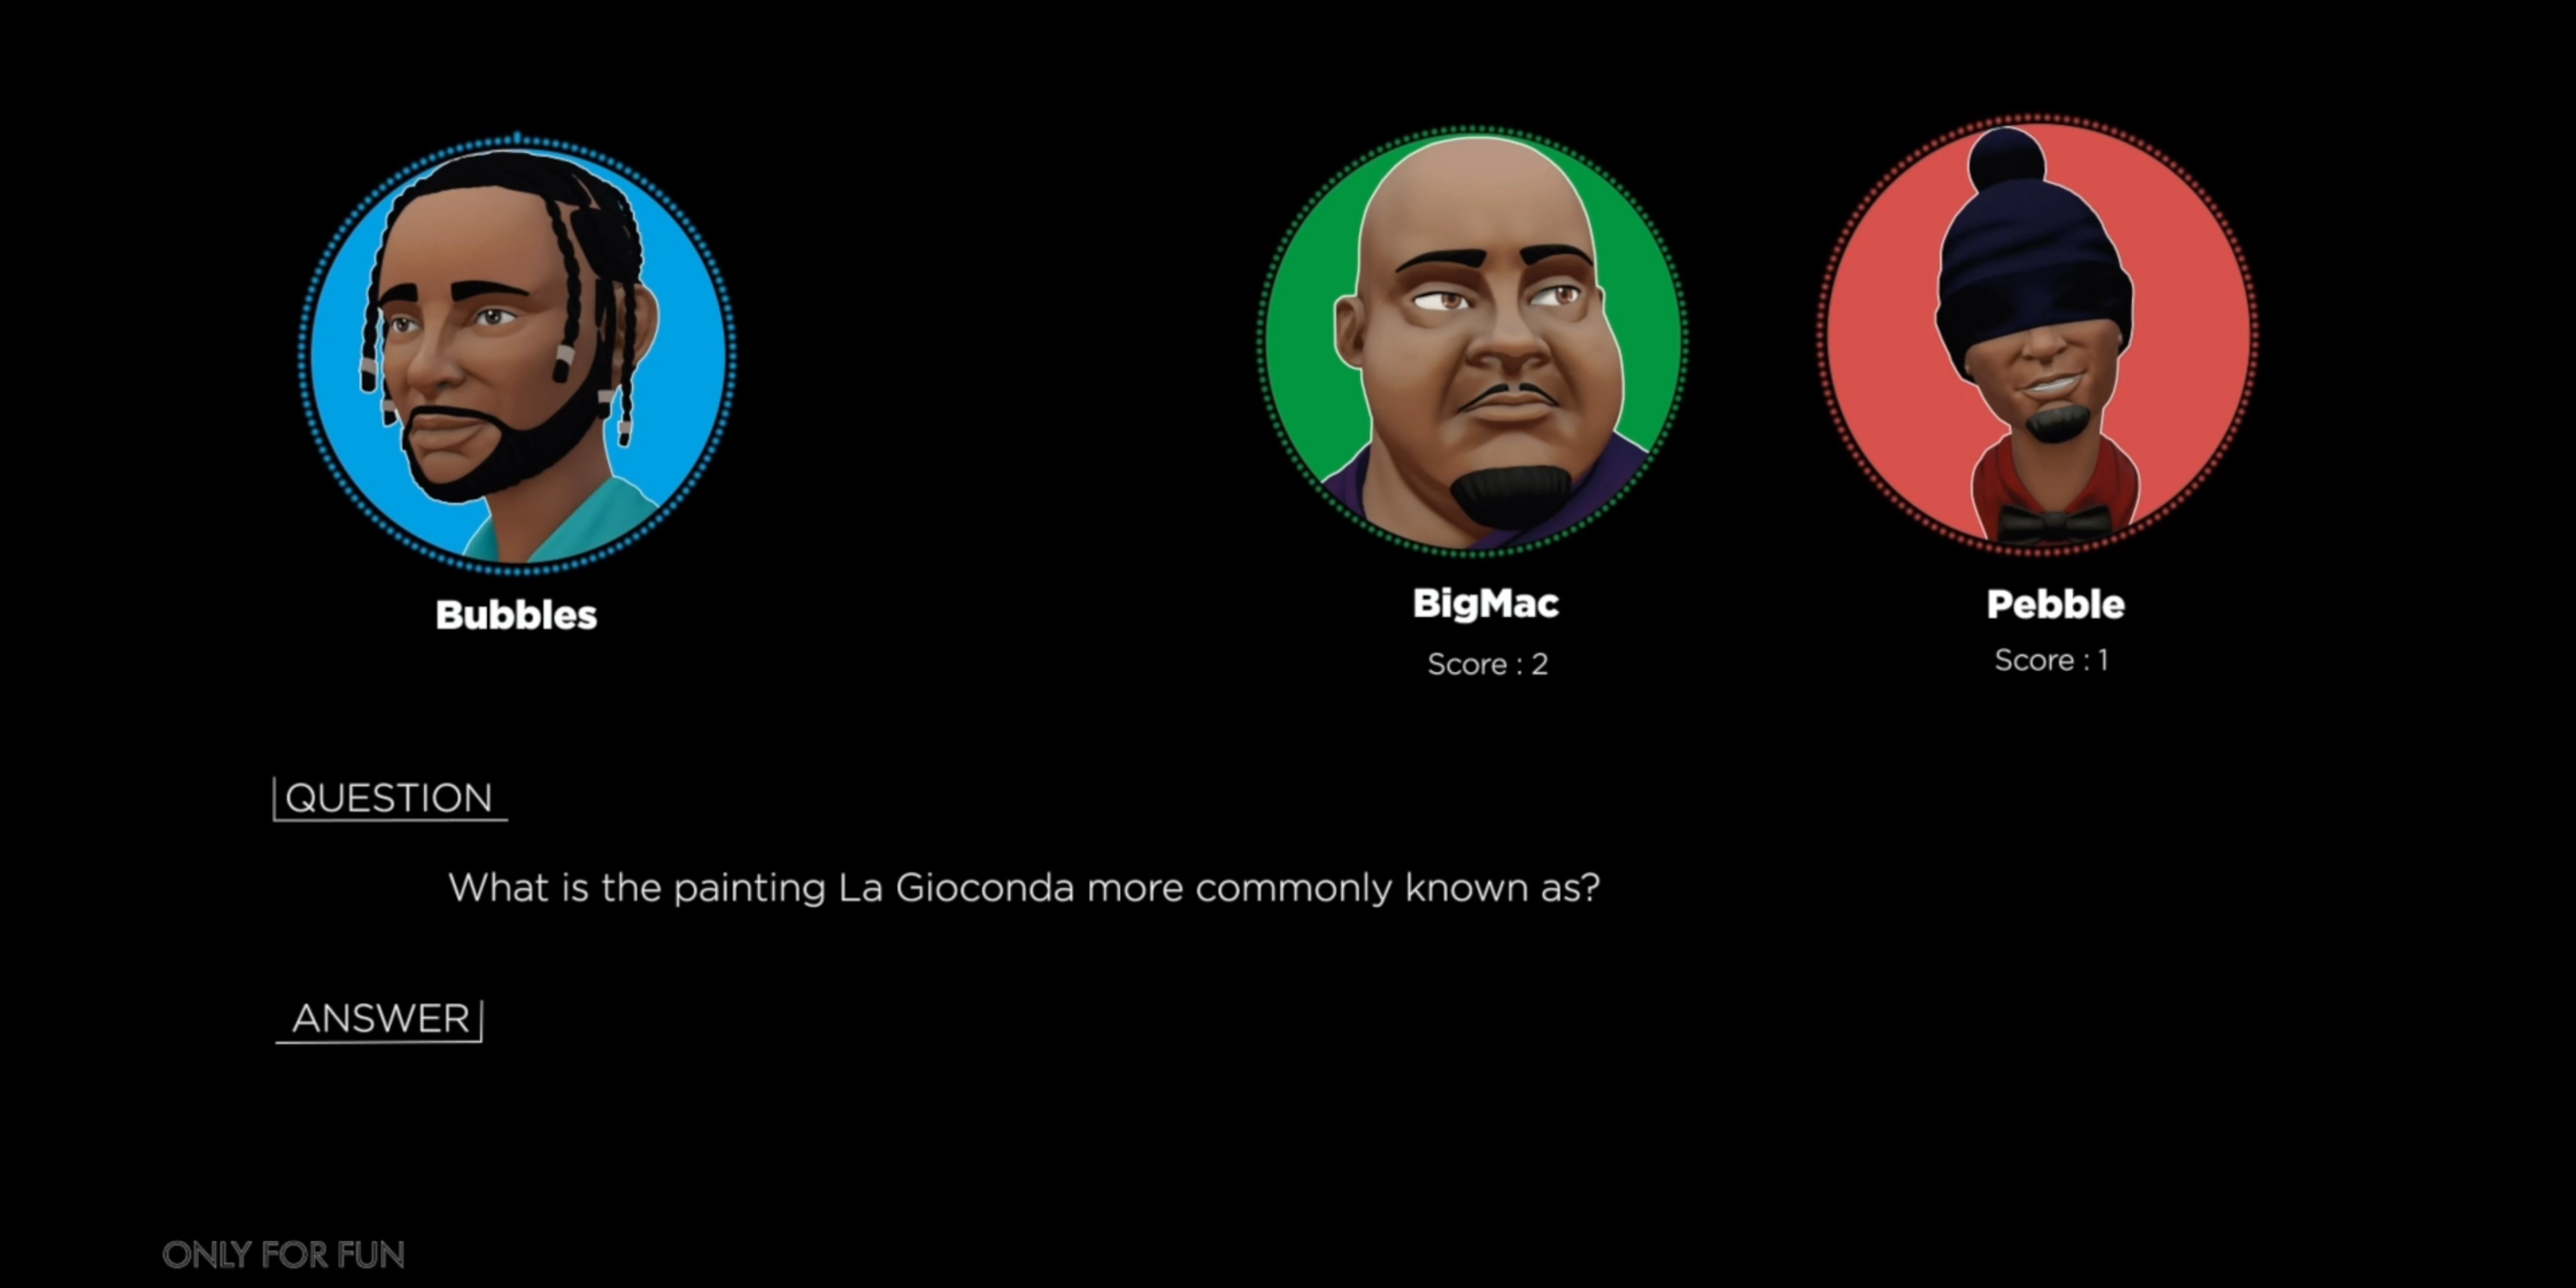 Bubbles
BigMac
Pebble
Score : 2
Score : 1
QUESTION
What is the painting La Gioconda more commonly known as?
ANSWER
ONLY FOR FUN